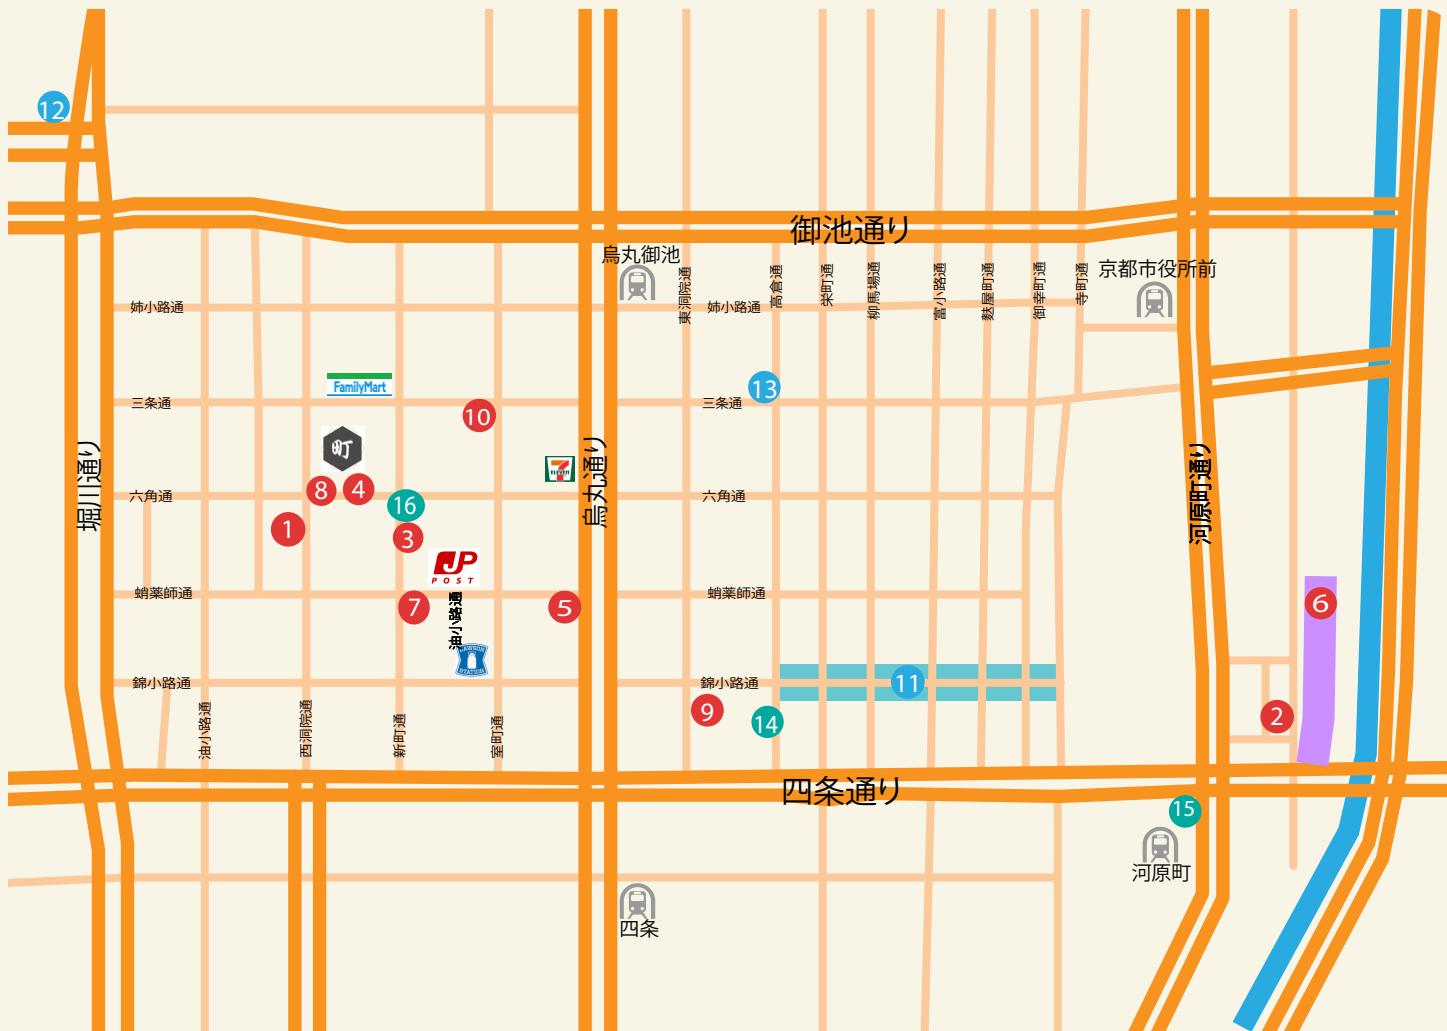 12
御池通り
烏丸御池
京都市役所前
東洞院通
高倉通
栄町通
柳馬場通
富小路通
麩屋町通
御幸町通
寺町通
姉小路通
姉小路通
FamilyMart
13
三条通
三条通
10
町
堀川通り
烏丸通り
河原町通り
7
ELEVEN
8
4
六角通
六角通
16
1
3
JP
POST
蛸薬師通
蛸薬師通
7
5
6
油小路通
LAWSON
STATION
錦小路通
錦小路通
11
9
14
2
油小路通
西洞院通
新町通
室町通
四条通り
15
河原町
四条